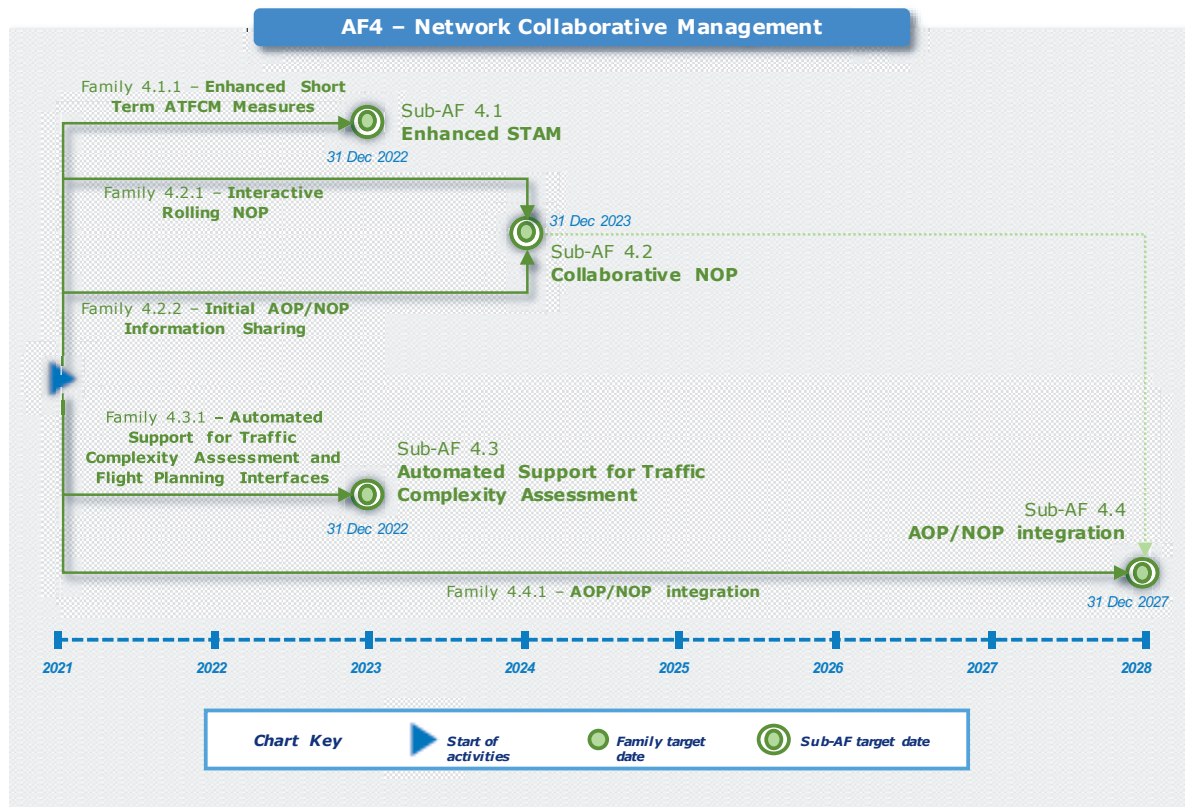 AF4 – Network Collaborative Management
Family 4.1.1 – Enhanced Short
Term ATFCM Measures
Sub-AF 4.1
Enhanced STAM
31 Dec 2022
Family 4.2.1 – Interactive
Rolling NOP
31 Dec 2023
Sub-AF 4.2
Collaborative NOP
Family 4.2.2 – Initial AOP/NOP
Information Sharing
Family 4.3.1 – Automated
Support for Traffic
Complexity Assessment and
Flight Planning Interfaces
Sub-AF 4.3
Automated Support for Traffic
Complexity Assessment
31 Dec 2022
Sub-AF 4.4
AOP/NOP integration
Family 4.4.1 – AOP/NOP integration
31 Dec 2027
2021 2022 2023 2024 2025 2026 2027 2028
Chart Key
Start of
activities
Family target
date
Sub-AF target date